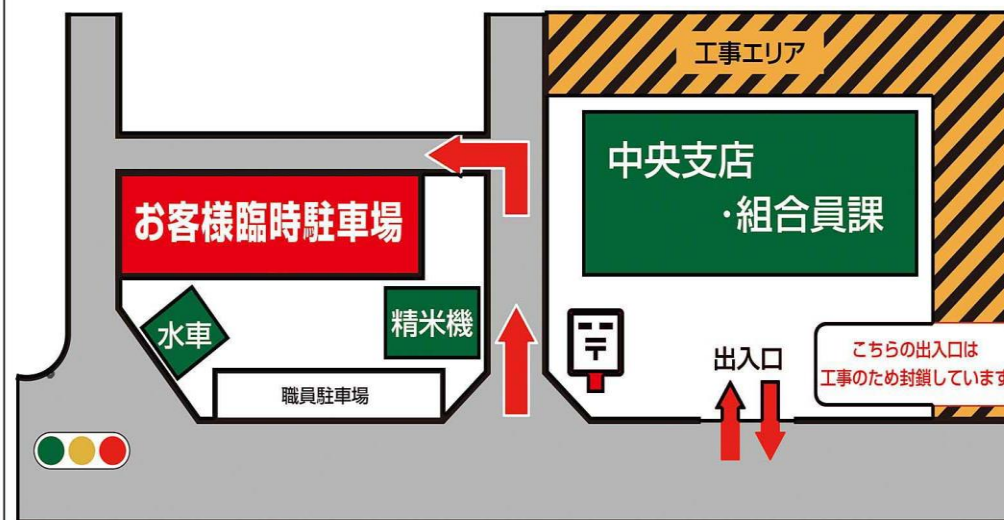 工事エリア
中央支店
・組合員課
お客様臨時駐車場
水車
精米機
職員駐車場
〒
出入口
こちらの出入口は
工事のため封鎖しています